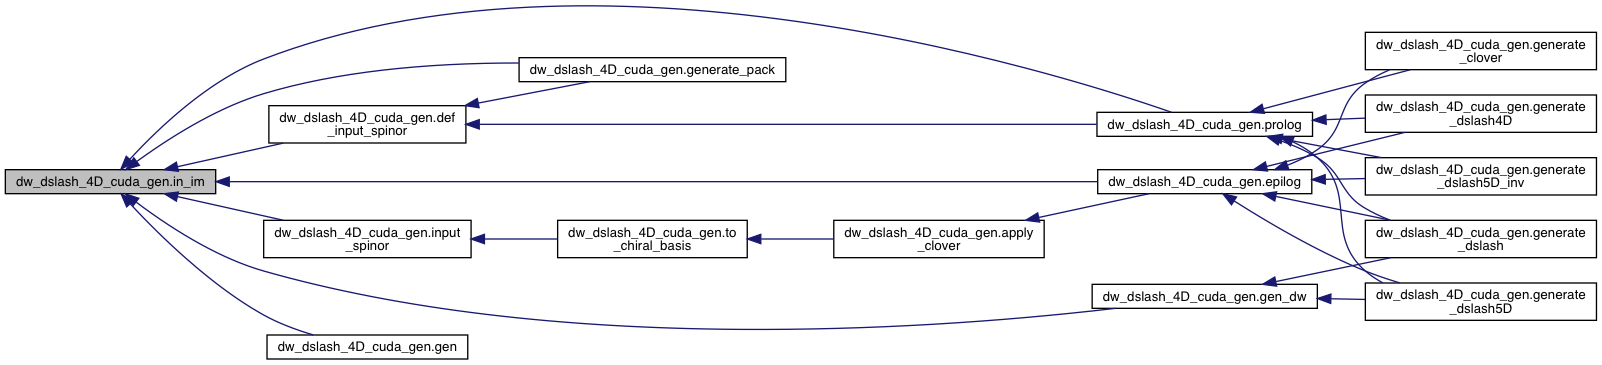 dw_dslash_4D_cuda_gen.in_im
dw_dslash_4D_cuda_gen.generate_pack
dw_dslash_4D_cuda_gen.def
_input_spinor
dw_dslash_4D_cuda_gen.input
_spinor
dw_dslash_4D_cuda_gen.gen
dw_dslash_4D_cuda_gen.to
_chiral_basis
dw_dslash_4D_cuda_gen.apply
_clover
dw_dslash_4D_cuda_gen.prolog
dw_dslash_4D_cuda_gen.epilog
dw_dslash_4D_cuda_gen.gen_dw
dw_dslash_4D_cuda_gen.generate
_clover
dw_dslash_4D_cuda_gen.generate
_dslash4D
dw_dslash_4D_cuda_gen.generate
_dslash5D_inv
dw_dslash_4D_cuda_gen.generate
_dslash
dw_dslash_4D_cuda_gen.generate
_dslash5D